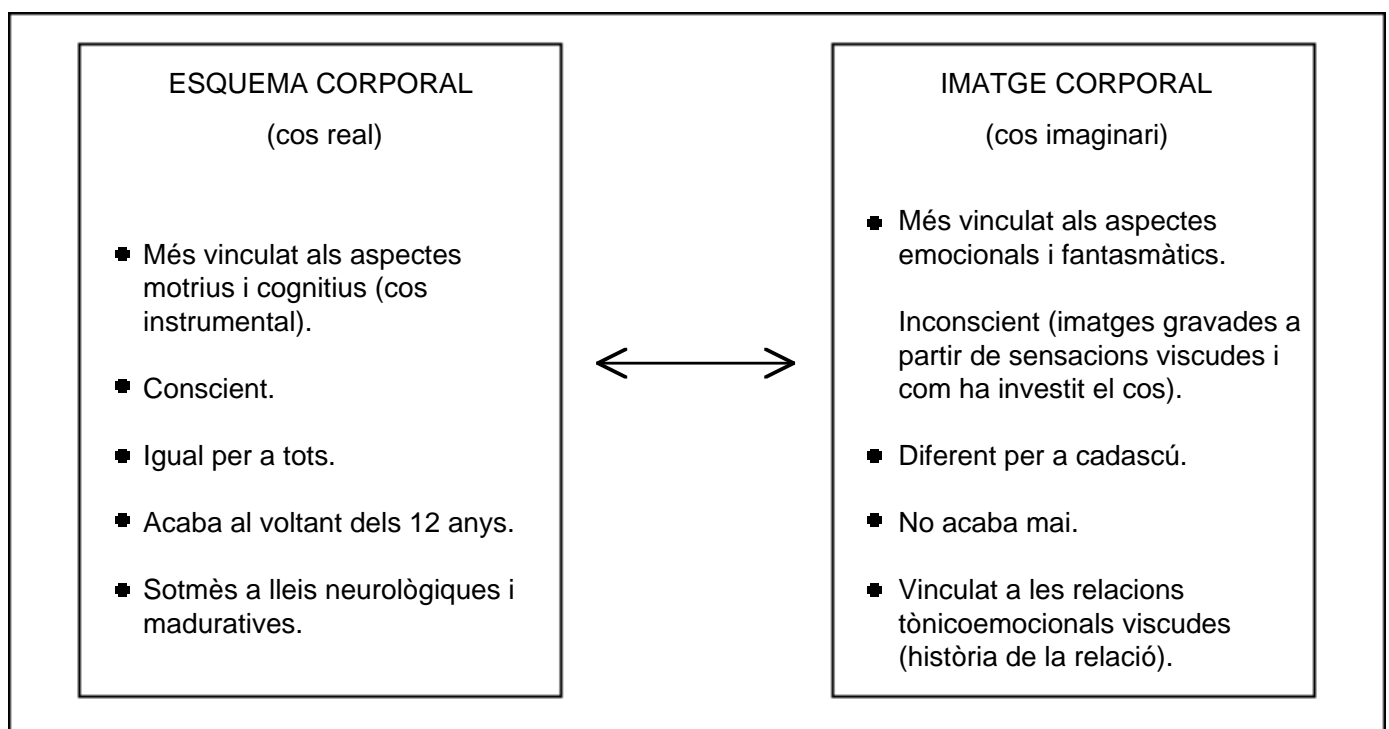 ESQUEMA CORPORAL
(cos real)
Més vinculat als aspectes
motrius i cognitius (cos
instrumental).
Conscient.
Igual per a tots.
Acaba al voltant dels 12 anys.
Sotmès a lleis neurològiques i
maduratives.
IMATGE CORPORAL
(cos imaginari)
Més vinculat als aspectes
emocionals i fantasmàtics.
Inconscient (imatges gravades a
partir de sensacions viscudes i
com ha investit el cos).
Diferent per a cadascú.
No acaba mai.
Vinculat a les relacions
tònicoemocionals viscudes
(història de la relació).